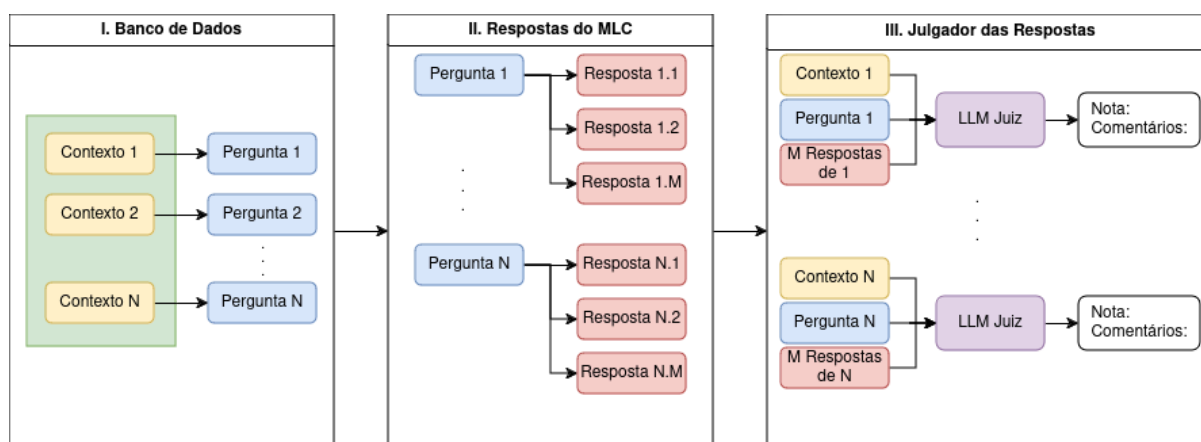 I. Banco de Dados
Contexto 1
Pergunta 1
Contexto 2
Pergunta 2
.
.
.
Contexto N
Pergunta N
II. Respostas do MLC
Pergunta 1
Resposta 1.1
Resposta 1.2
Resposta 1.M
.
.
.
Pergunta N
Resposta N.1
Resposta N.2
Resposta N.M
III. Julgador das Respostas
Contexto 1
Pergunta 1
M Respostas
de 1
LLM Juiz
Nota:
Comentários:
.
.
.
Contexto N
Pergunta N
M Respostas
de N
LLM Juiz
Nota:
Comentários: